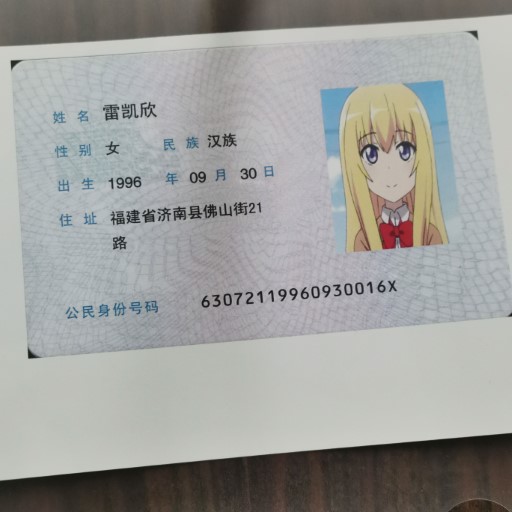 姓名 雷凯欣
性别 女 民族 汉族
出生 1996 年 09 月 30 日
住址 福建省济南县佛山街21
路
公民身份号码 63072119960930016X